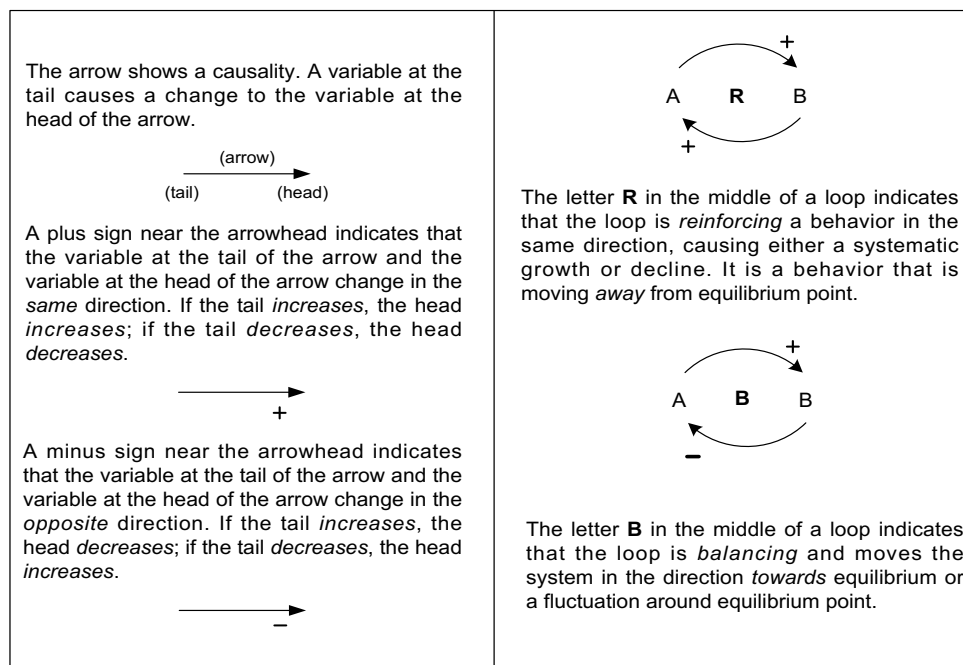 The arrow shows a causality. A variable at the
tail causes a change to the variable at the
head of the arrow.
(arrow)
(tail) (head)
A plus sign near the arrowhead indicates that
the variable at the tail of the arrow and the
variable at the head of the arrow change in the
same direction. If the tail increases, the head
increases; if the tail decreases, the head
decreases.
+
A minus sign near the arrowhead indicates
that the variable at the tail of the arrow and the
variable at the head of the arrow change in the
opposite direction. If the tail increases, the
head decreases; if the tail decreases, the head
increases.
−
+
A R B
+
The letter R in the middle of a loop indicates
that the loop is reinforcing a behavior in the
same direction, causing either a systematic
growth or decline. It is a behavior that is
moving away from equilibrium point.
+
A B B
−
The letter B in the middle of a loop indicates
that the loop is balancing and moves the
system in the direction towards equilibrium or
a fluctuation around equilibrium point.